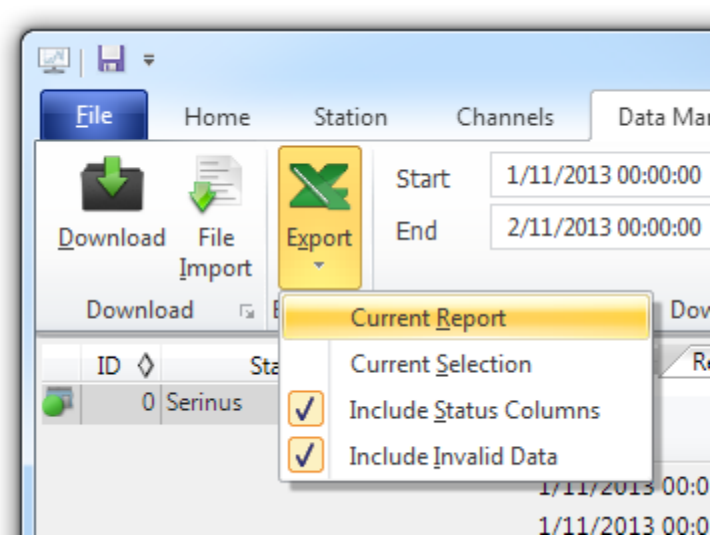 File Home Station Channels Data Mar
Start 1/11/2013 00:00:00
End 2/11/2013 00:00:00
Download File Import Export
Download
Dow
Current Report
Current Selection
Include Status Columns
Include Invalid Data
ID Sta
0 Serinus
1/11/2013 00:0
1/11/2013 00:0